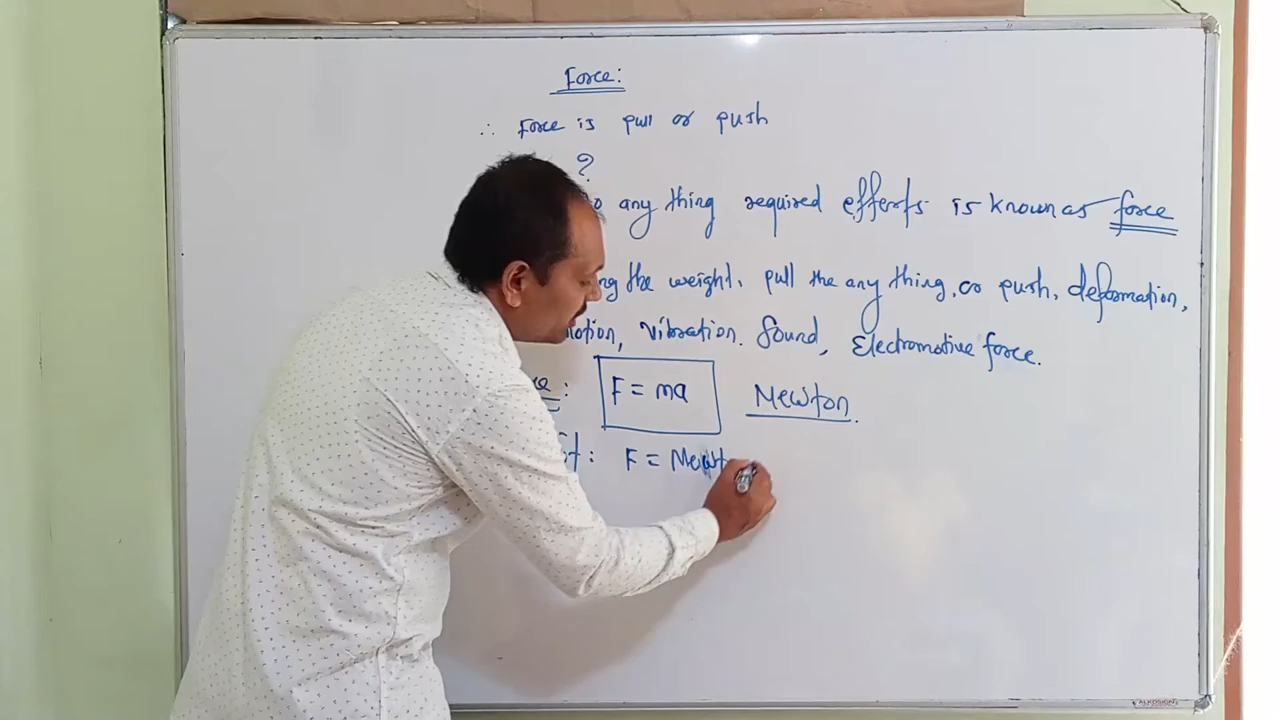 Force:
∴ Force is pull or push
?
any thing required efforts is known as force
the weight. pull the any thing, or push, deformation,
Vibration. Sound, Electromotive force.
: F = ma Newton.
: F = Newt